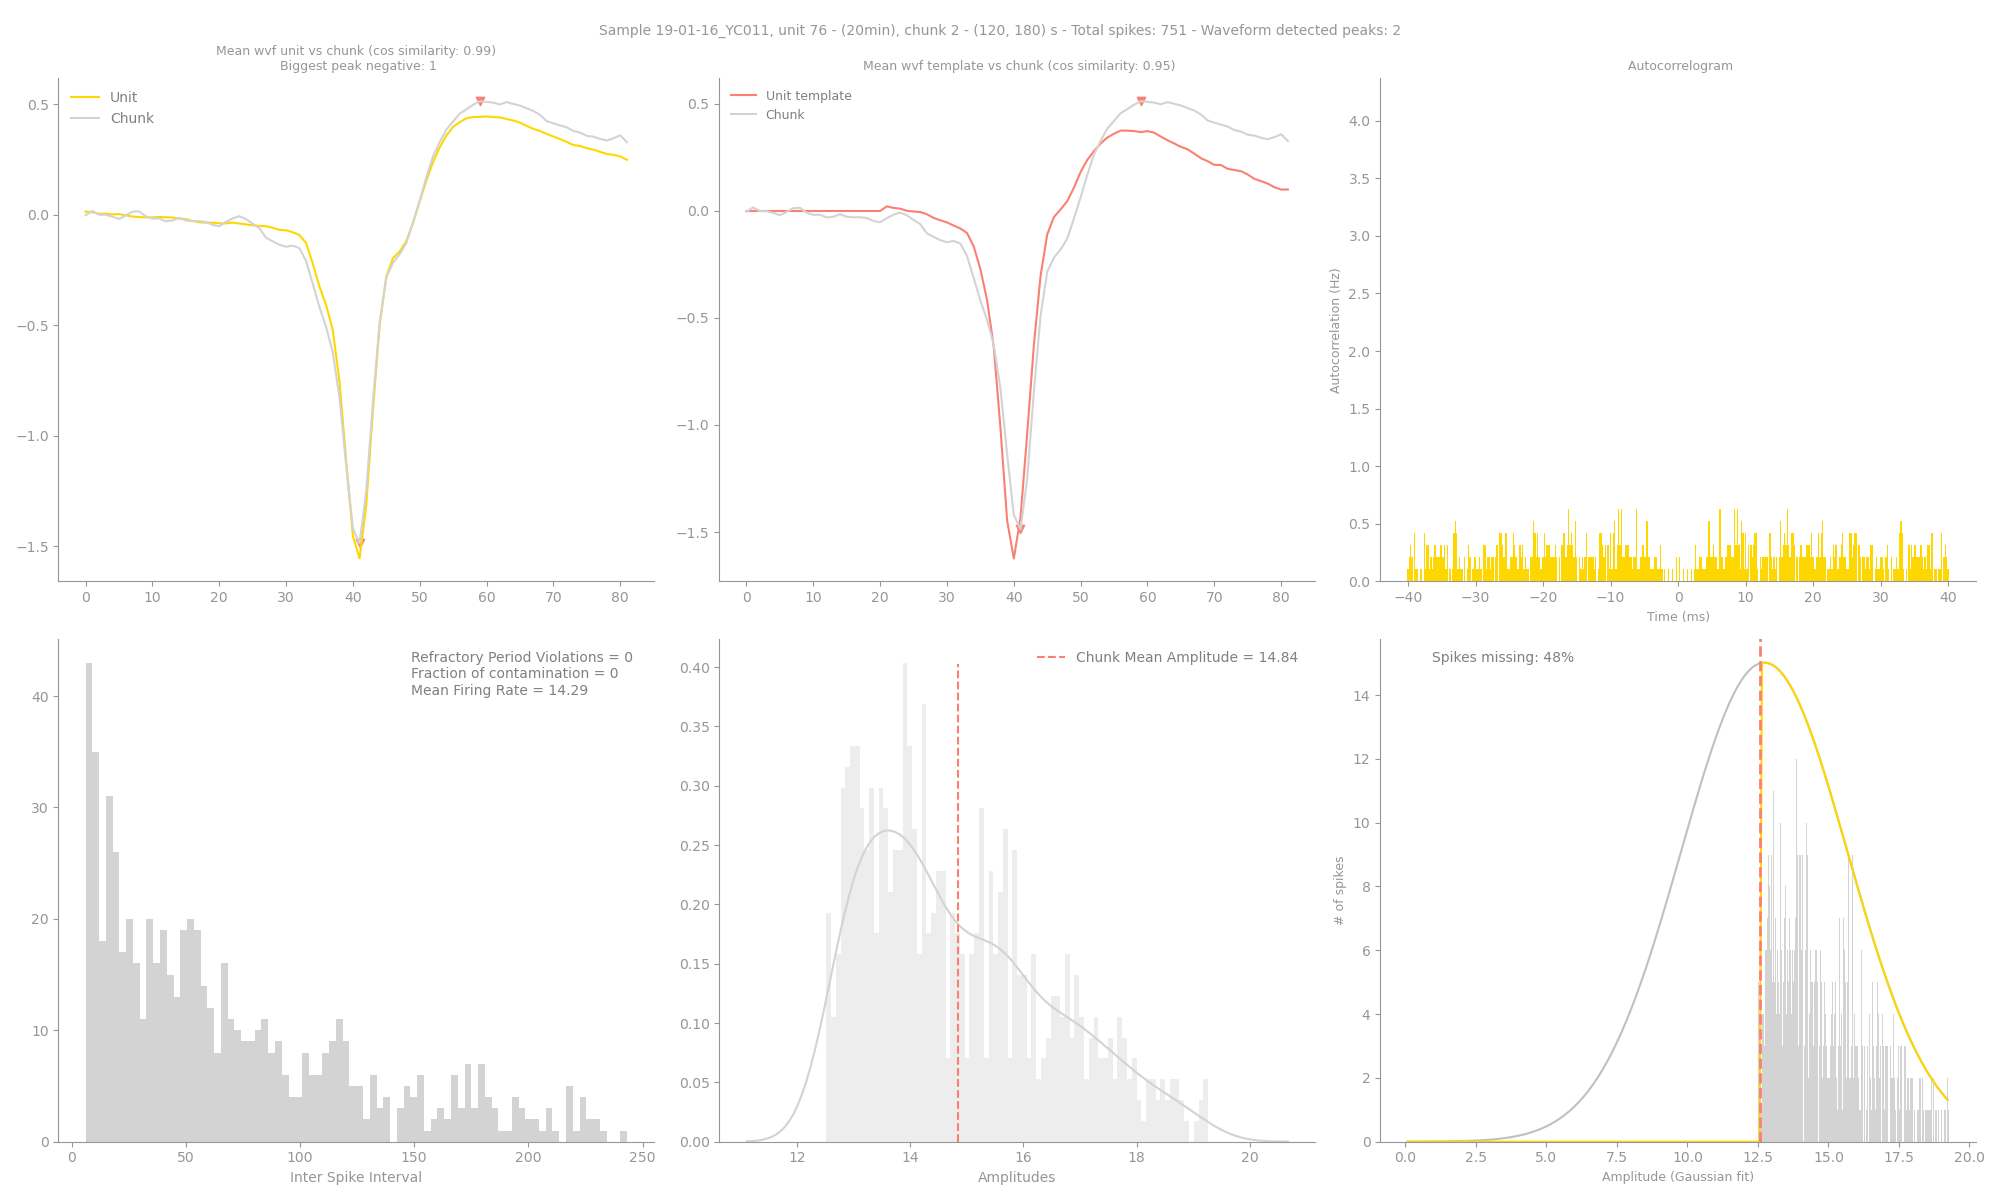 Sample 19-01-16_YC011, unit 76 - (20min), chunk 2 - (120, 180) s - Total spikes: 751 - Waveform detected peaks: 2
Mean wvf unit vs chunk (cos similarity: 0.99)
Biggest peak negative: 1
Unit
Chunk
0.5
0.0
−0.5
−1.0
−1.5
0 10 20 30 40 50 60 70 80
Mean wvf template vs chunk (cos similarity: 0.95)
Unit template
Chunk
0.5
0.0
−0.5
−1.0
−1.5
0 10 20 30 40 50 60 70 80
Autocorrelogram
Autocorrelation (Hz)
4.0
3.5
3.0
2.5
2.0
1.5
1.0
0.5
0.0
−40 −30 −20 −10 0 10 20 30 40
Time (ms)
Refractory Period Violations = 0
Fraction of contamination = 0
Mean Firing Rate = 14.29
40
30
20
10
0
0 50 100 150 200 250
Inter Spike Interval
Chunk Mean Amplitude = 14.84
0.40
0.35
0.30
0.25
0.20
0.15
0.10
0.05
0.00
12 14 16 18 20
Amplitudes
Spikes missing: 48%
# of spikes
14
12
10
8
6
4
2
0
0.0 2.5 5.0 7.5 10.0 12.5 15.0 17.5 20.0
Amplitude (Gaussian fit)